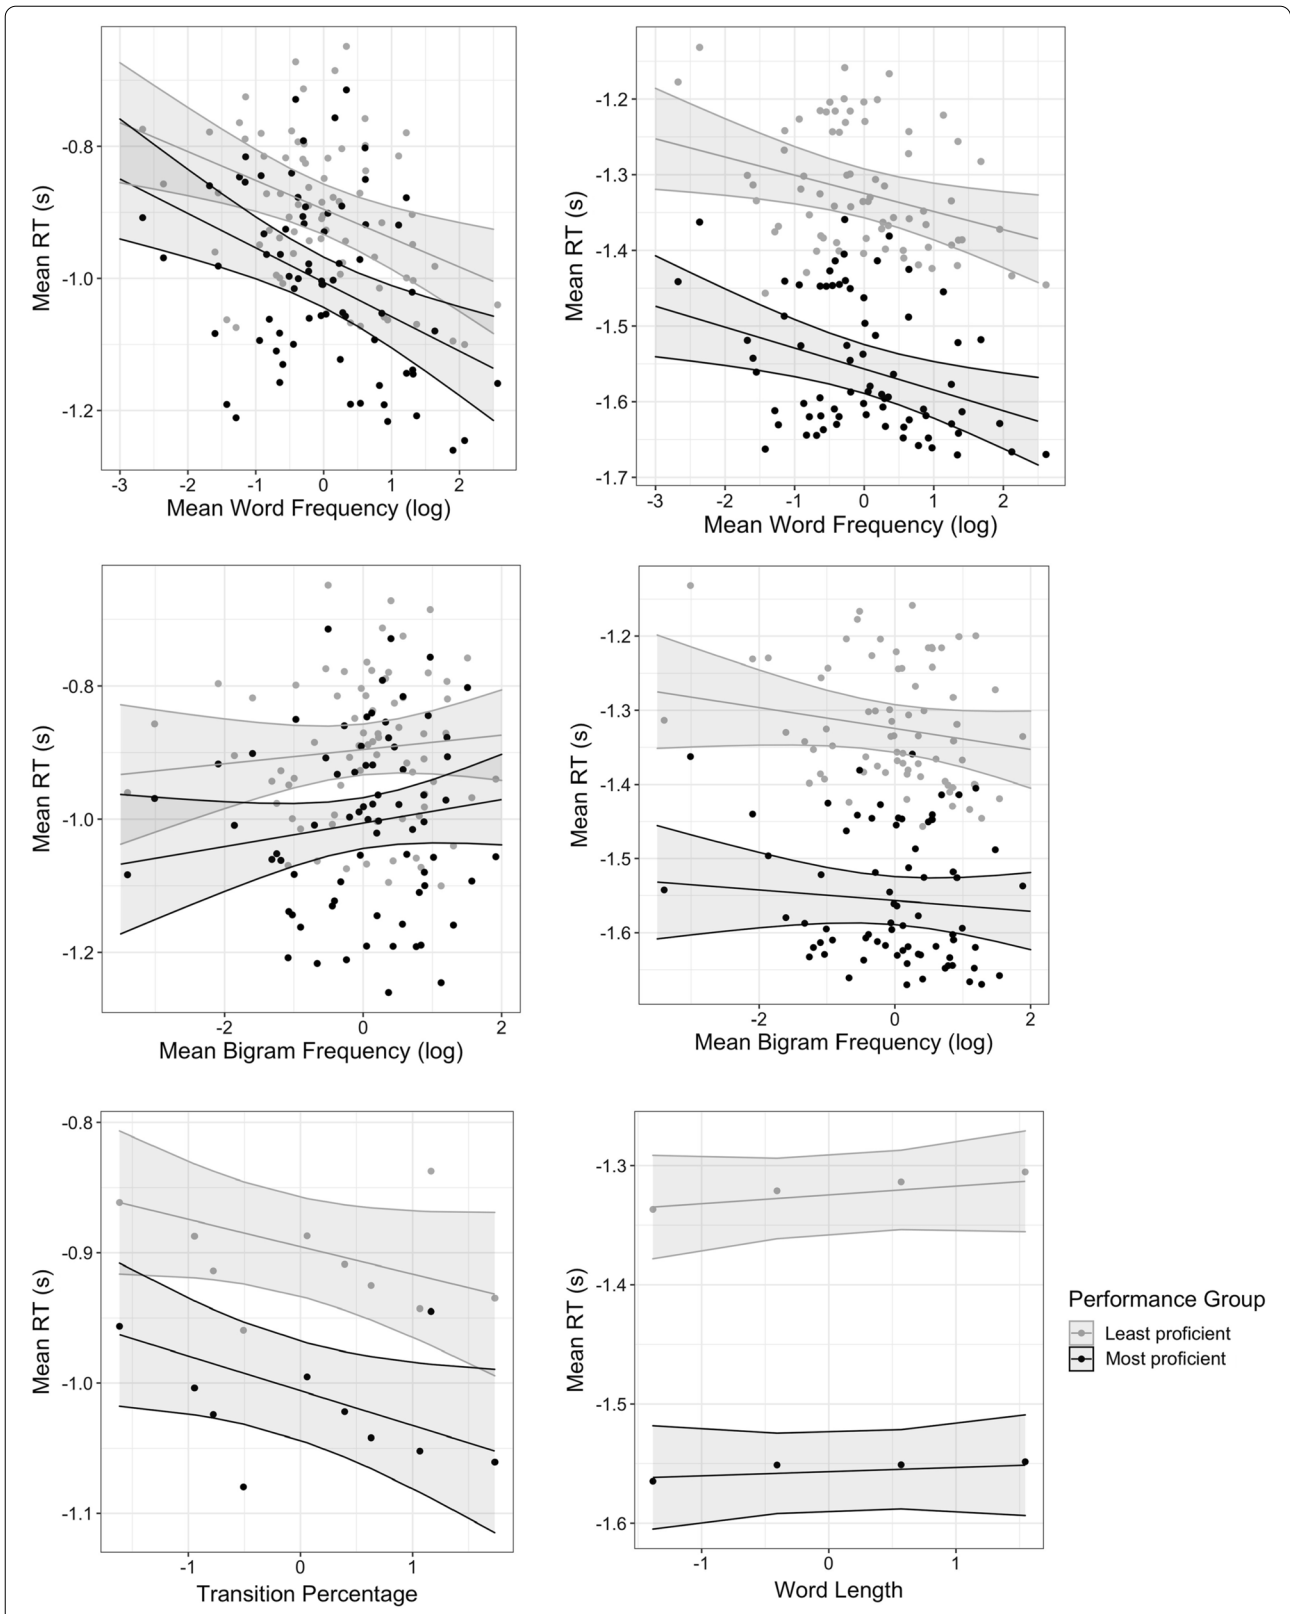 -0.8
-1.0
-1.2
Mean RT (s)
-3 -2 -1 0 1 2
Mean Word Frequency (log)
-1.2
-1.3
-1.4
-1.5
-1.6
-1.7
Mean RT (s)
-3 -2 -1 0 1 2
Mean Word Frequency (log)
-0.8
-1.0
-1.2
Mean RT (s)
-2 0 2
Mean Bigram Frequency (log)
-1.2
-1.3
-1.4
-1.5
-1.6
Mean RT (s)
-2 0 2
Mean Bigram Frequency (log)
-0.8
-0.9
-1.0
-1.1
Mean RT (s)
-1 0 1
Transition Percentage
-1.3
-1.4
-1.5
-1.6
Mean RT (s)
-1 0 1
Word Length
Performance Group
Least proficient
Most proficient